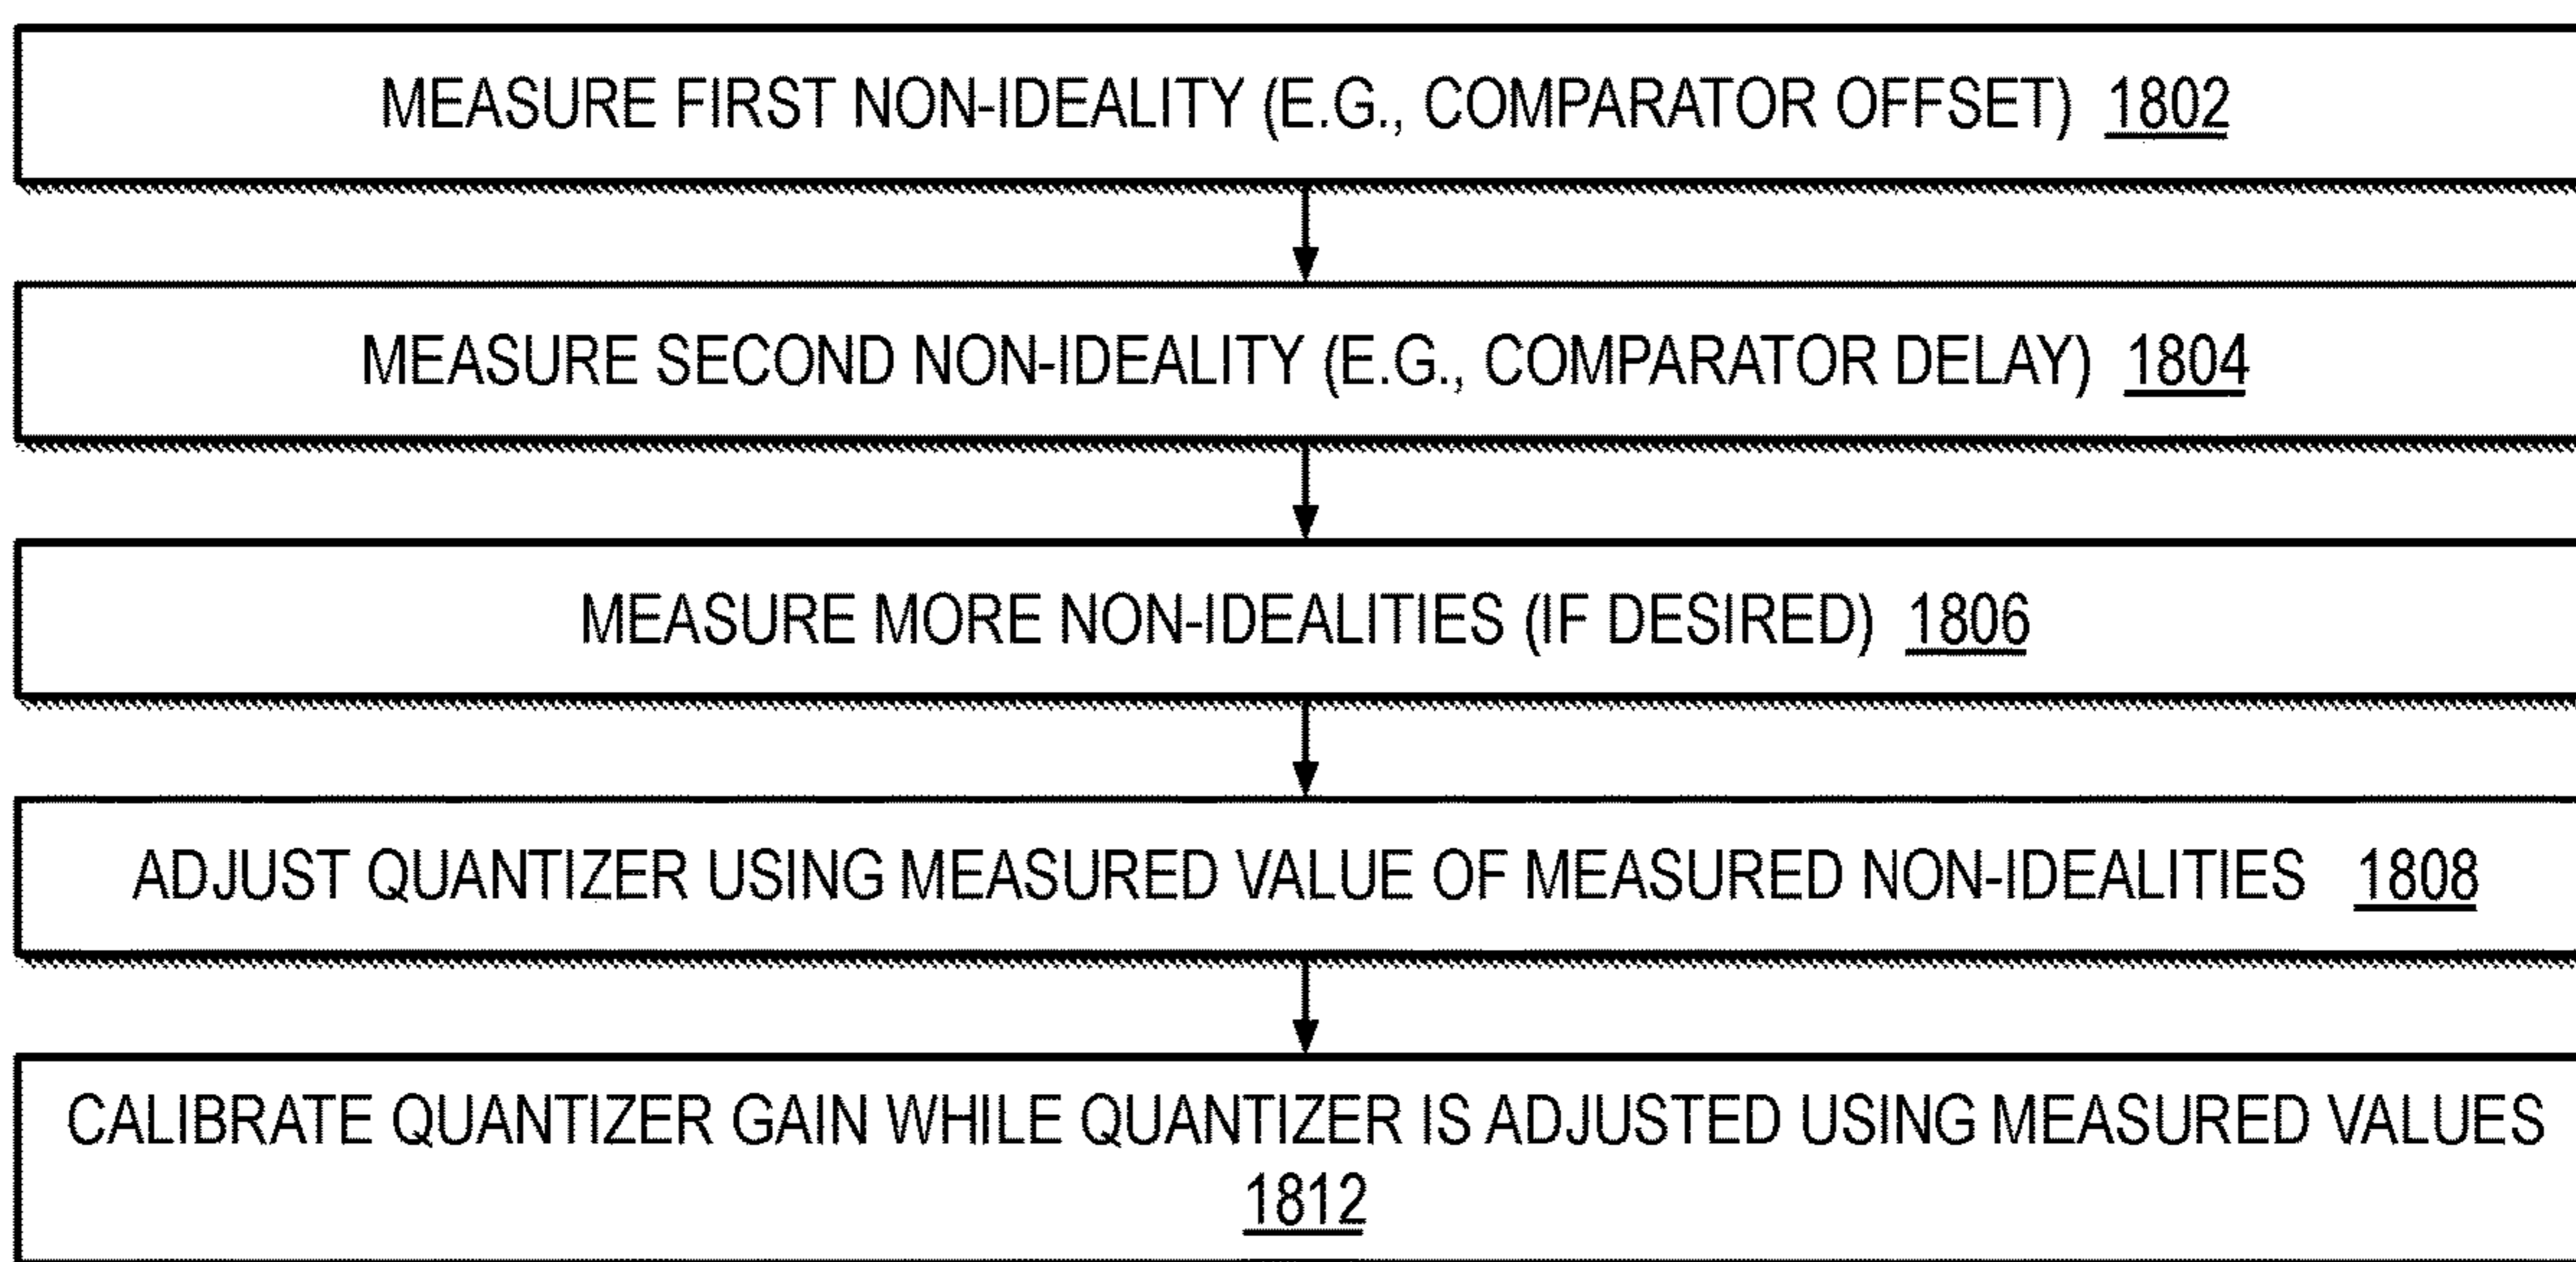 MEASURE FIRST NON-IDEALITY (E.G., COMPARATOR OFFSET) 1802
MEASURE SECOND NON-IDEALITY (E.G., COMPARATOR DELAY) 1804
MEASURE MORE NON-IDEALITIES (IF DESIRED) 1806
ADJUST QUANTIZER USING MEASURED VALUE OF MEASURED NON-IDEALITIES 1808
CALIBRATE QUANTIZER GAIN WHILE QUANTIZER IS ADJUSTED USING MEASURED VALUES
1812